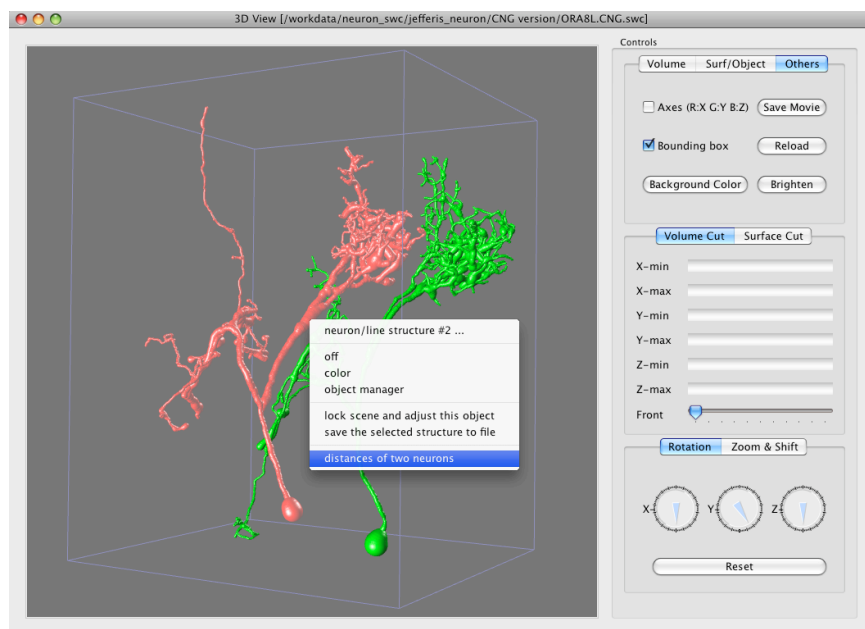 3D View [/workdata/neuron_swc/jefferis_neuron/CNG version/ORA8L.CNG.swc]
Controls
Volume Surf/Object Others
Axes (R:X G:Y B:Z) Save Movie
Bounding box Reload
Background Color Brighten
Volume Cut Surface Cut
X-min
X-max
Y-min
Y-max
Z-min
Z-max
Front
Rotation Zoom & Shift
X- Y- Z-
Reset
neuron/line structure #2 ...
off
color
object manager
lock scene and adjust this object
save the selected structure to file
distances of two neurons